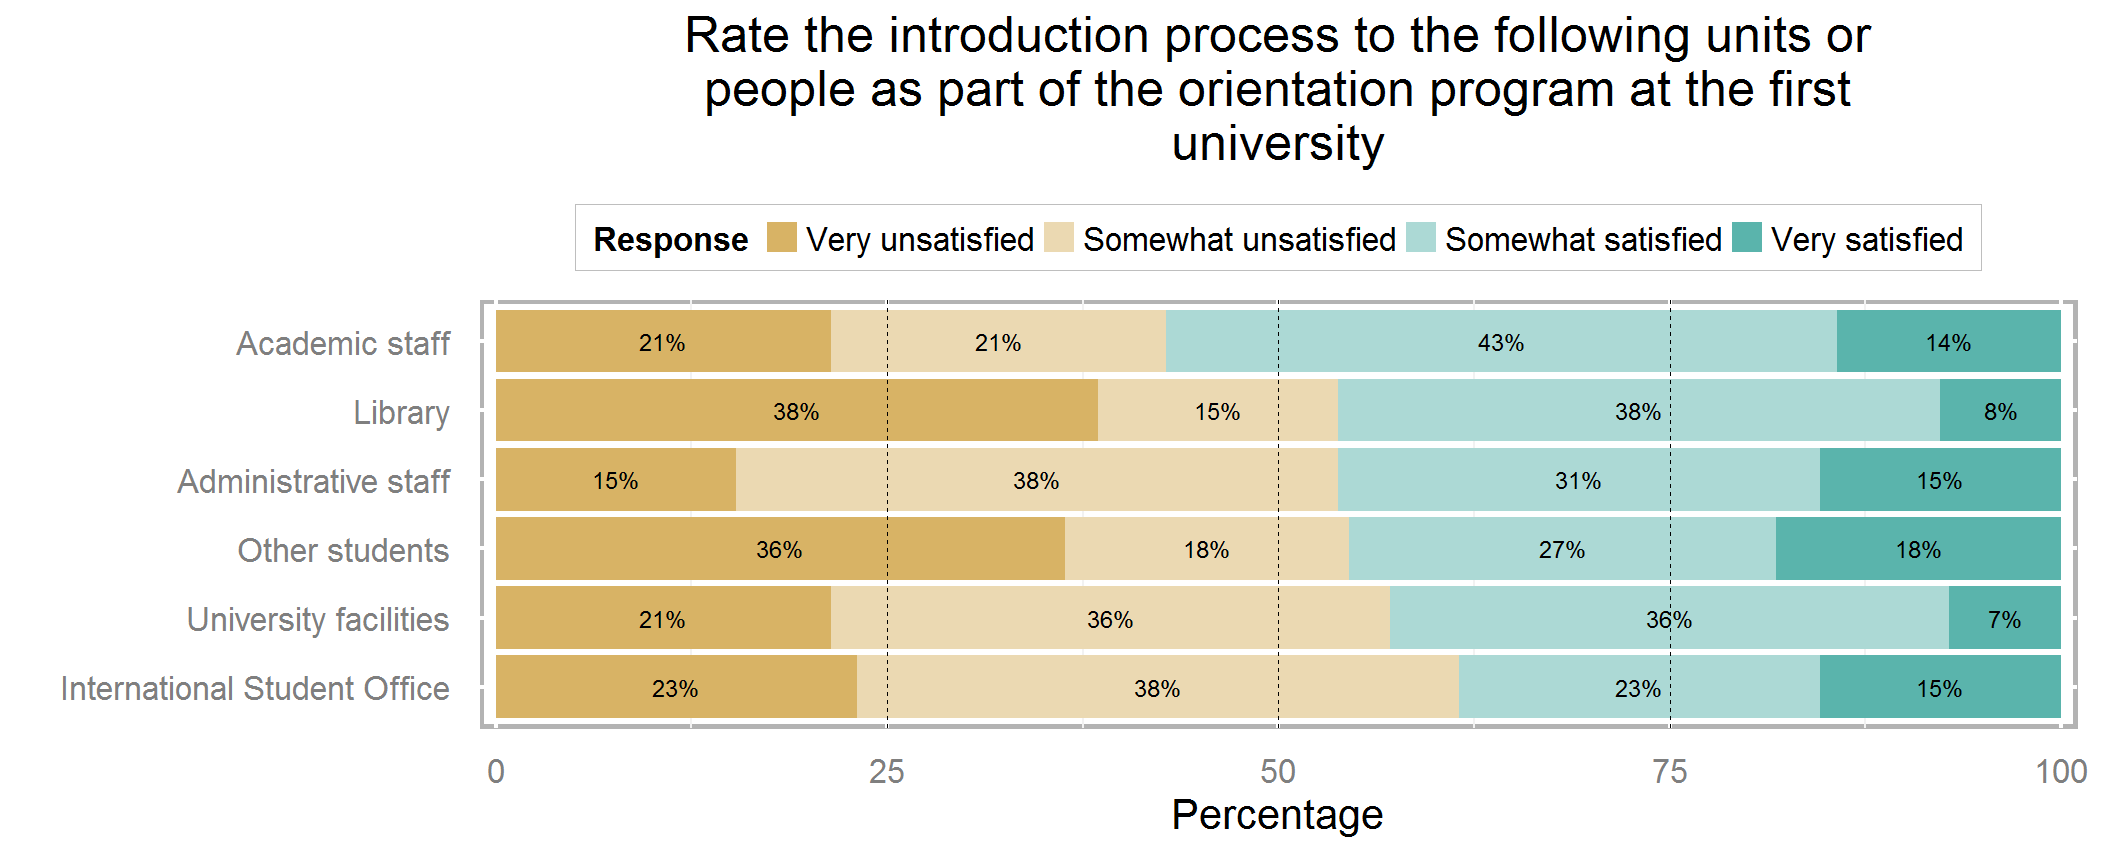 Rate the introduction process to the following units or
people as part of the orientation program at the first
university
Response Very unsatisfied Somewhat unsatisfied Somewhat satisfied Very satisfied
Academic staff 21% 21% 43% 14%
Library 38% 15% 38% 8%
Administrative staff 15% 38% 31% 15%
Other students 36% 18% 27% 18%
University facilities 21% 36% 36% 7%
International Student Office 23% 38% 23% 15%
0 25 50 75 100
Percentage